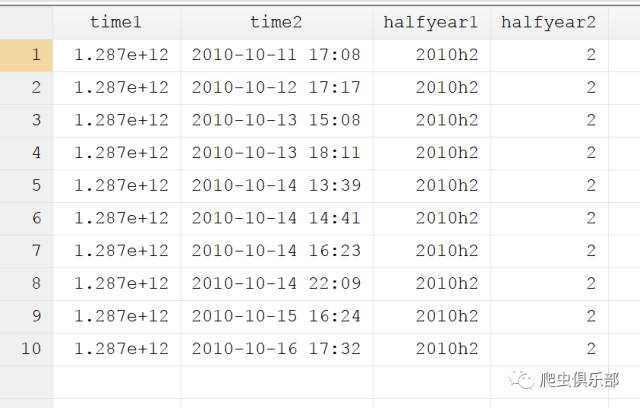 time1 time2 halfyear1 halfyear2
1 1.287e+12 2010-10-11 17:08 2010h2 2
2 1.287e+12 2010-10-12 17:17 2010h2 2
3 1.287e+12 2010-10-13 15:08 2010h2 2
4 1.287e+12 2010-10-13 18:11 2010h2 2
5 1.287e+12 2010-10-14 13:39 2010h2 2
6 1.287e+12 2010-10-14 14:41 2010h2 2
7 1.287e+12 2010-10-14 16:23 2010h2 2
8 1.287e+12 2010-10-14 22:09 2010h2 2
9 1.287e+12 2010-10-15 16:24 2010h2 2
10 1.287e+12 2010-10-16 17:32 2010h2 2
爬虫俱乐部